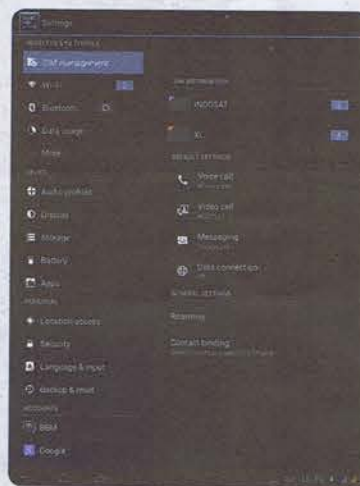 Settings
SIM management
Wi-Fi
Bluetooth
Data usage
More
Audio profiles
Display
Storage
Battery
Apps
Location access
Security
Language & input
Backup & reset
ACCOUNTS
BBM
Google
SIM INFORMATION
INDOSAT
XL
DEFAULT SETTINGS
Voice call
Video call
Messaging
Data connection
GENERAL SETTINGS
Roaming
Contact binding